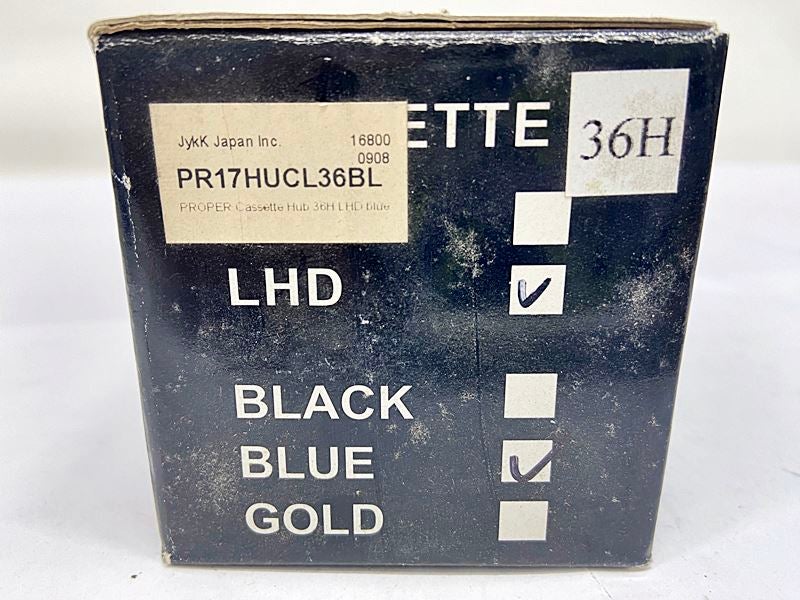 ETTE
36H
JykK Japan Inc. 16800
0908
PR17HUCL36BL
PROPER Cassette Hub 36H LHD blue
LHD
BLACK
BLUE
GOLD